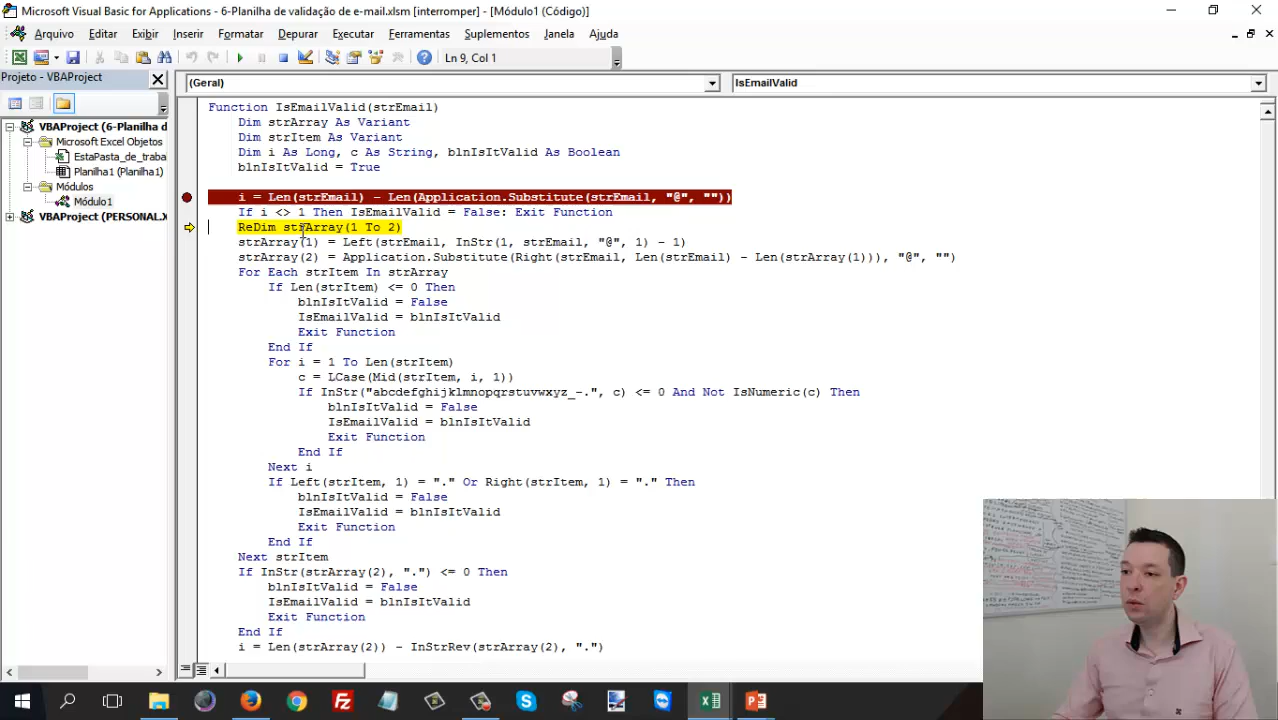 Microsoft Visual Basic for Applications - 6-Planilha de validação de e-mail.xlsm [interromper] - [Módulo1 (Código)]
Arquivo Editar Exibir Inserir Formatar Depurar Executar Ferramentas Suplementos Janela Ajuda
Ln 9, Col 1
Projeto - VBAProject
(Geral)
IsEmailValid
VBAProject (6-Planilha d
Microsoft Excel Objetos
EstaPasta_de_traba
Planilha1 (Planilha1)
Módulos
Módulo1
VBAProject (PERSONAL.X
Function IsEmailValid(strEmail)
Dim strArray As Variant
Dim strItem As Variant
Dim i As Long, c As String, blnIsItValid As Boolean
blnIsItValid = True
i = Len(strEmail) - Len(Application.Substitute(strEmail, "@", ""))
If i <> 1 Then IsEmailValid = False: Exit Function
ReDim strArray(1 To 2)
strArray(1) = Left(strEmail, InStr(1, strEmail, "@", 1) - 1)
strArray(2) = Application.Substitute(Right(strEmail, Len(strEmail) - Len(strArray(1))), "@", "")
For Each strItem In strArray
If Len(strItem) <= 0 Then
blnIsItValid = False
IsEmailValid = blnIsItValid
Exit Function
End If
For i = 1 To Len(strItem)
c = LCase(Mid(strItem, i, 1))
If InStr("abcdefghijklmnopqrstuvwxyz_-.", c) <= 0 And Not IsNumeric(c) Then
blnIsItValid = False
IsEmailValid = blnIsItValid
Exit Function
End If
Next i
If Left(strItem, 1) = "." Or Right(strItem, 1) = "." Then
blnIsItValid = False
IsEmailValid = blnIsItValid
Exit Function
End If
Next strItem
If InStr(strArray(2), ".") <= 0 Then
blnIsItValid = False
IsEmailValid = blnIsItValid
Exit Function
End If
i = Len(strArray(2)) - InStrRev(strArray(2), ".")